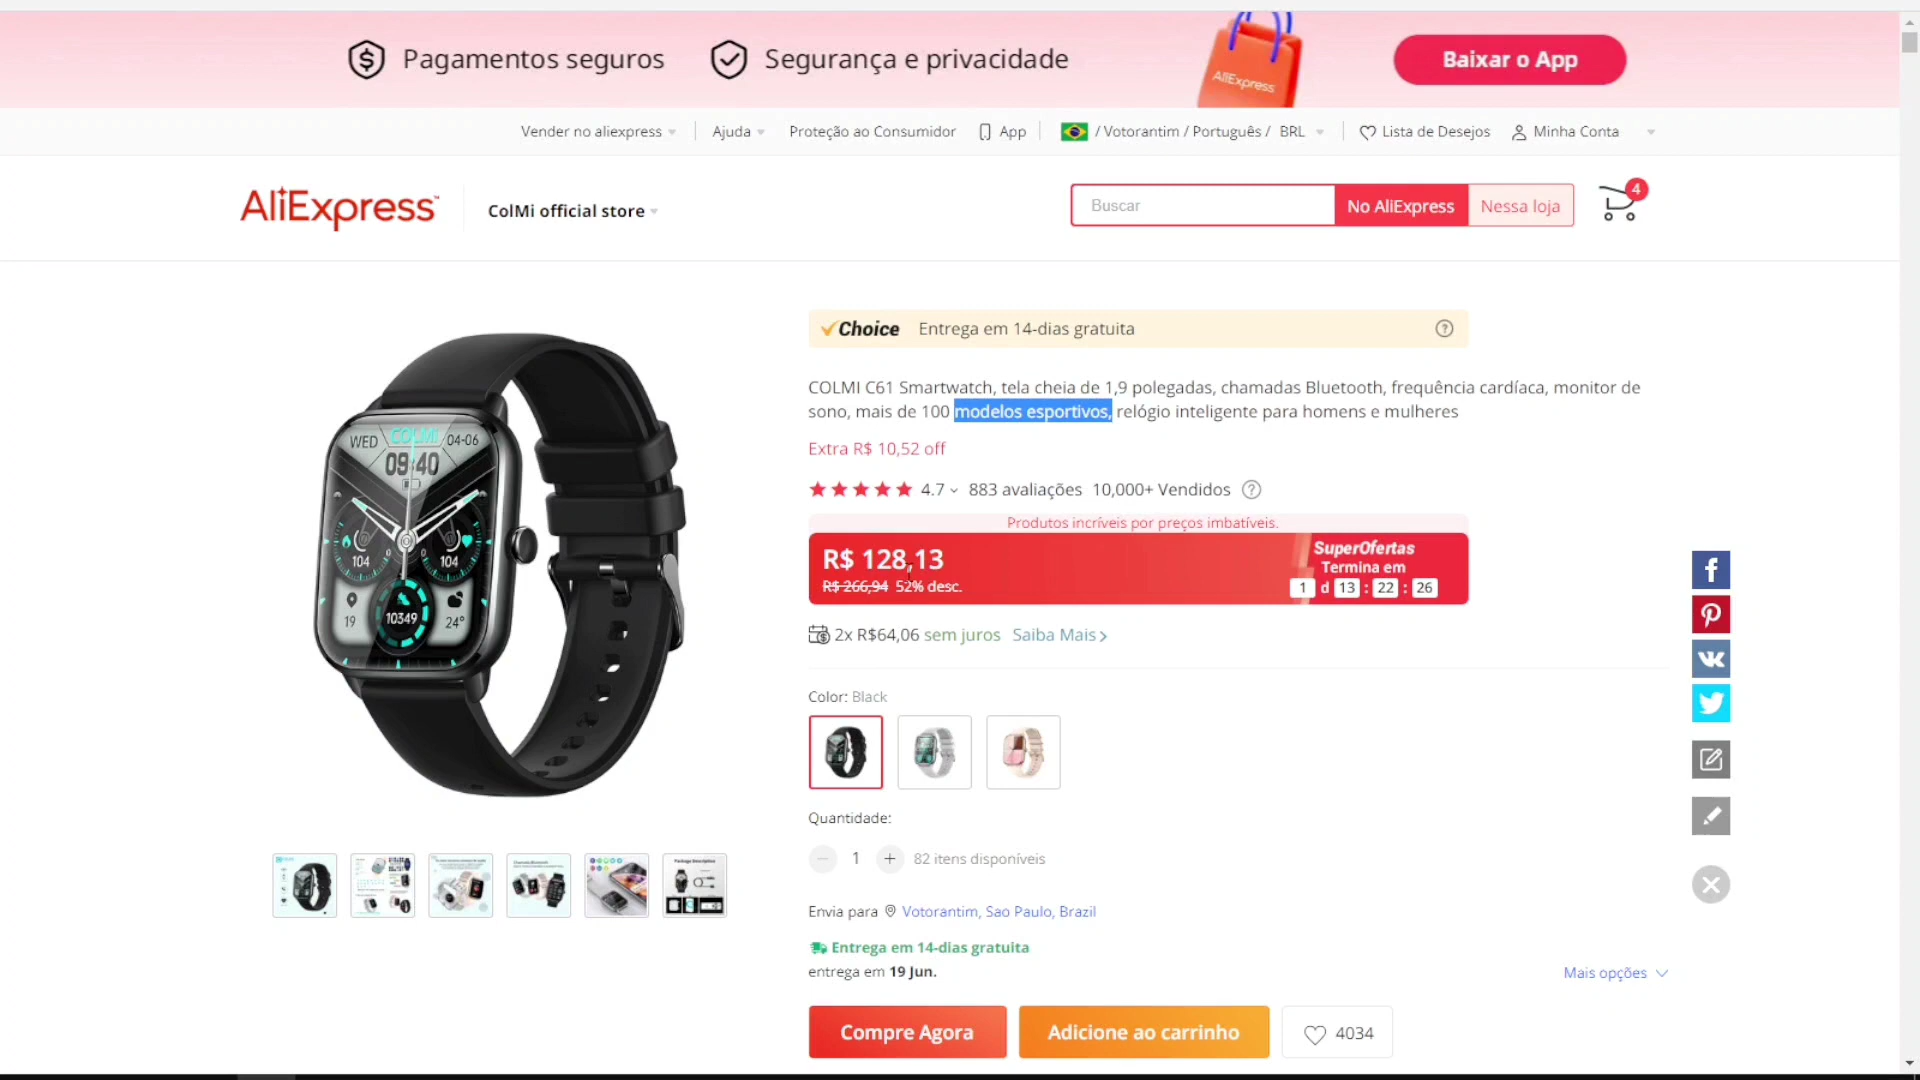 Pagamentos seguros
Segurança e privacidade
AliExpress
Baixar o App
Vender no aliexpress
Ajuda
Proteção ao Consumidor
App
/ Votorantim / Português / BRL
Lista de Desejos
Minha Conta
AliExpress
ColMi official store
Buscar
No AliExpress
Nessa loja
4
Choice
Entrega em 14-dias gratuita
COLMI C61 Smartwatch, tela cheia de 1,9 polegadas, chamadas Bluetooth, frequência cardíaca, monitor de
sono, mais de 100 modelos esportivos, relógio inteligente para homens e mulheres
Extra R$ 10,52 off
4.7
883 avaliações
10,000+ Vendidos
Produtos incríveis por preços imbatíveis.
R$ 128,13
R$ 266,94 52% desc.
SuperOfertas
Termina em
1 d 13 : 22 : 26
2x R$64,06 sem juros Saiba Mais
WED COLMI 04-06
09:40
104
104
19
10349
24°
Color: Black
Quantidade:
1
82 itens disponíveis
Envia para Votorantim, Sao Paulo, Brazil
Entrega em 14-dias gratuita
entrega em 19 Jun.
Mais opções
Compre Agora
Adicione ao carrinho
4034